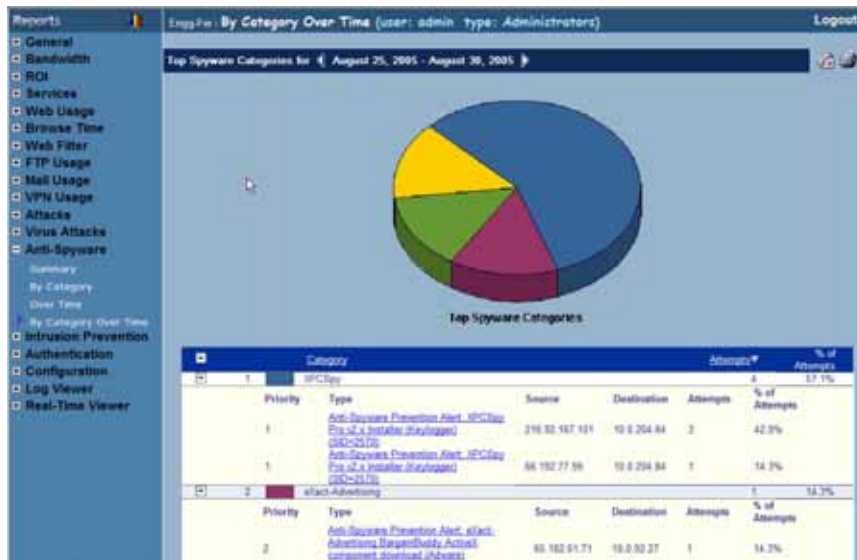 Reports
General
Bandwidth
ROI
Services
Web Usage
Browse Time
Web Filter
FTP Usage
Mail Usage
VPN Usage
Attacks
Virus Attacks
Anti-Spyware
Summary
By Category
Over Time
By Category Over Time
Intrusion Prevention
Authentication
Configuration
Log Viewer
Real-Time Viewer
By Category Over Time (user: admin type: Administrators)
Logout
Top Spyware Categories for August 25, 2005 - August 30, 2005
Top Spyware Categories
Category Attempts % of Attempts
1 XPCSpy 4 57.1%
Priority Type Source Destination Attempts % of Attempts
1 Anti-Spyware Prevention Alert, XPCSpy Pro v2.x Installer (Keylogger) 42.9%
1 Anti-Spyware Prevention Alert, XPCSpy Pro v2.x Installer (Keylogger) 1 14.3%
2 eXact-Advertising 1 14.3%
Priority Type Source Destination Attempts % of Attempts
2 Anti-Spyware Prevention Alert, eXact-Advertising BargainBuddy ActiveX component download (Adware) 1 14.3%